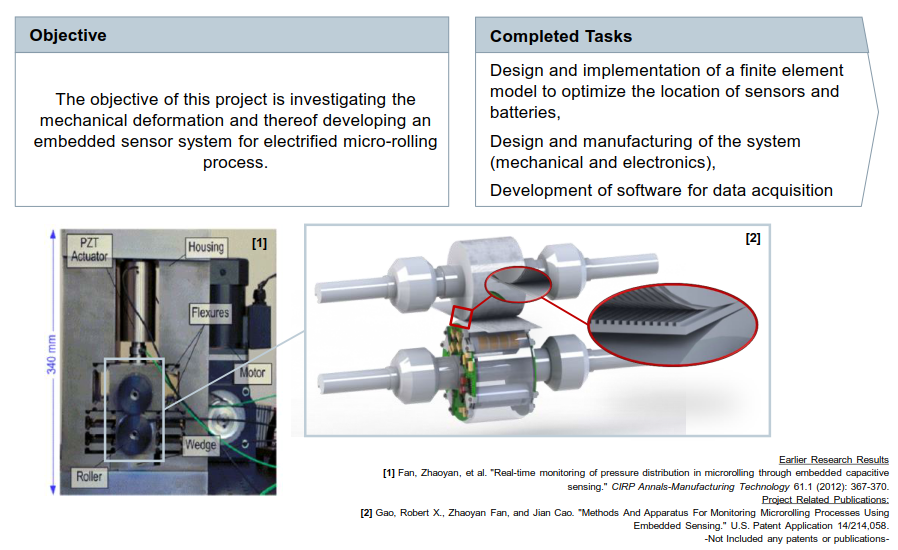 Objective
The objective of this project is investigating the
mechanical deformation and thereof developing an
embedded sensor system for electrified micro-rolling
process.
Completed Tasks
Design and implementation of a finite element
model to optimize the location of sensors and
batteries,
Design and manufacturing of the system
(mechanical and electronics),
Development of software for data acquisition
340 mm
PZT
Actuator
Housing
[1]
Flexures
Motor
Wedge
Roller
[2]
Earlier Research Results
[1] Fan, Zhaoyan, et al. "Real-time monitoring of pressure distribution in microrolling through embedded capacitive
sensing." CIRP Annals-Manufacturing Technology 61.1 (2012): 367-370.
Project Related Publications:
[2] Gao, Robert X., Zhaoyan Fan, and Jian Cao. "Methods And Apparatus For Monitoring Microrolling Processes Using
Embedded Sensing." U.S. Patent Application 14/214,058.
-Not Included any patents or publications-